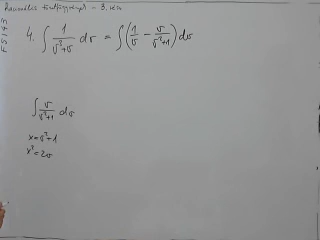 4. ∫ 1/(v³+v) dv = ∫ (1/v − v/(v²+1)) dv
∫ v/(v²+1) dv
x = v²+1
x' = 2v